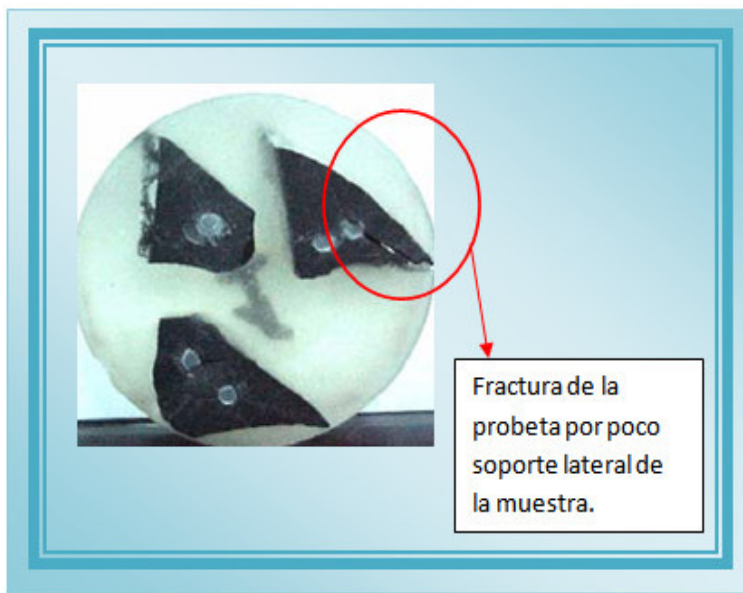 Fractura de la
probeta por poco
soporte lateral de
la muestra.